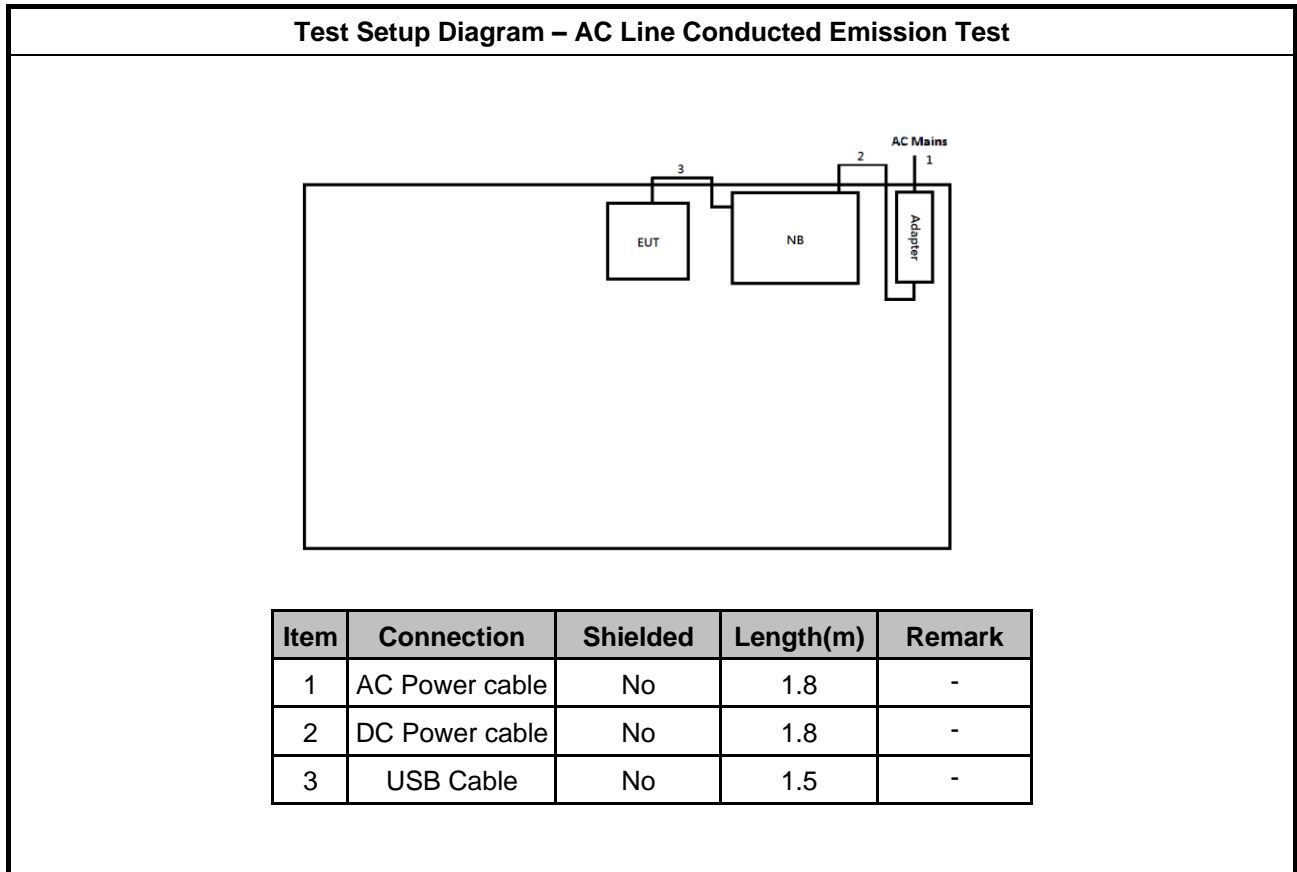 Test Setup Diagram – AC Line Conducted Emission Test
AC Mains
3
2
1
EUT
NB
Adapter
Item Connection Shielded Length(m) Remark
1 AC Power cable No 1.8 -
2 DC Power cable No 1.8 -
3 USB Cable No 1.5 -